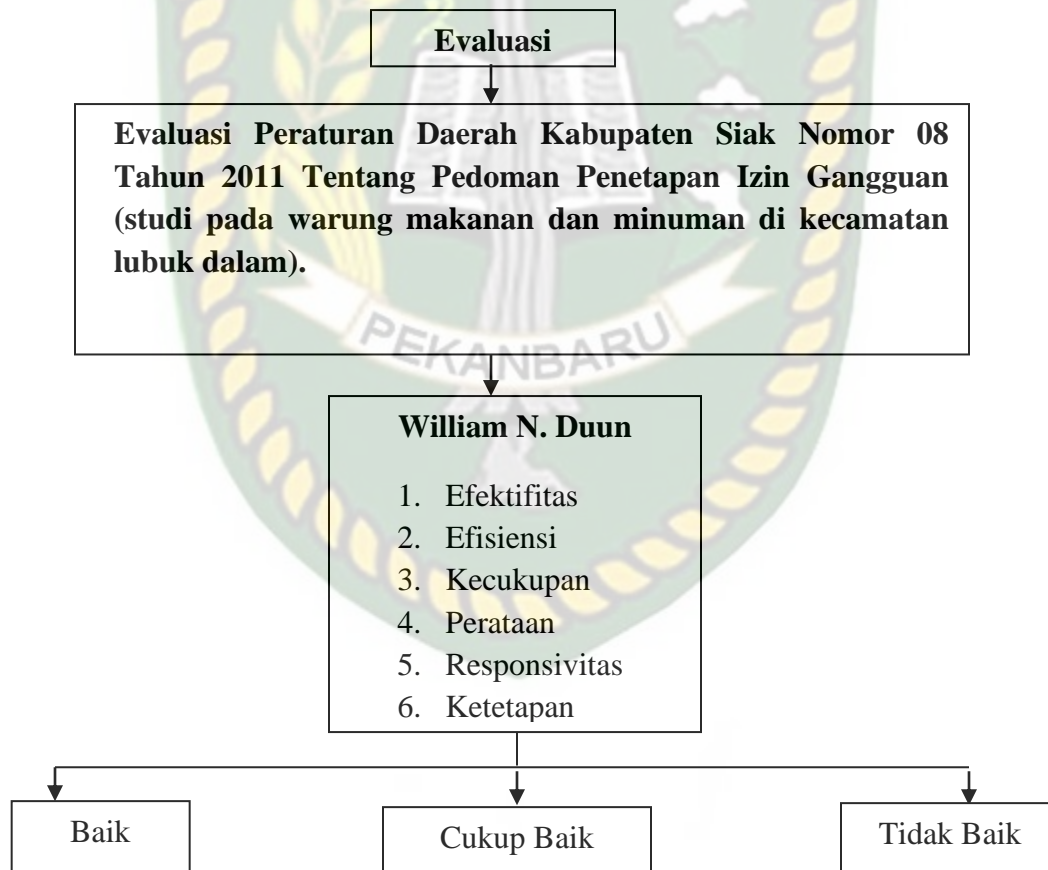 Evaluasi
Evaluasi Peraturan Daerah Kabupaten Siak Nomor 08
Tahun 2011 Tentang Pedoman Penetapan Izin Gangguan
(studi pada warung makanan dan minuman di kecamatan
lubuk dalam).
PEKANBARU
William N. Duun
1. Efektifitas
2. Efisiensi
3. Kecukupan
4. Perataan
5. Responsivitas
6. Ketetapan
Baik
Cukup Baik
Tidak Baik